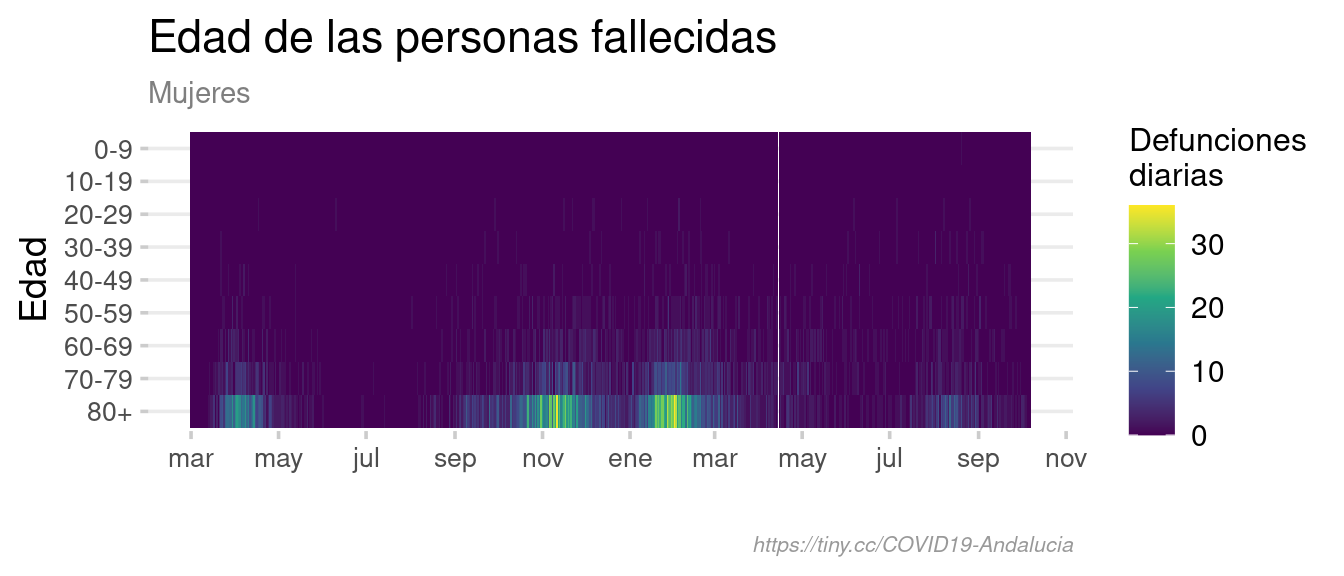 Edad de las personas fallecidas
Mujeres
Edad
0-9
10-19
20-29
30-39
40-49
50-59
60-69
70-79
80+
mar may jul sep nov ene mar may jul sep nov
Defunciones
diarias
30
20
10
0
https://tiny.cc/COVID19-Andalucia